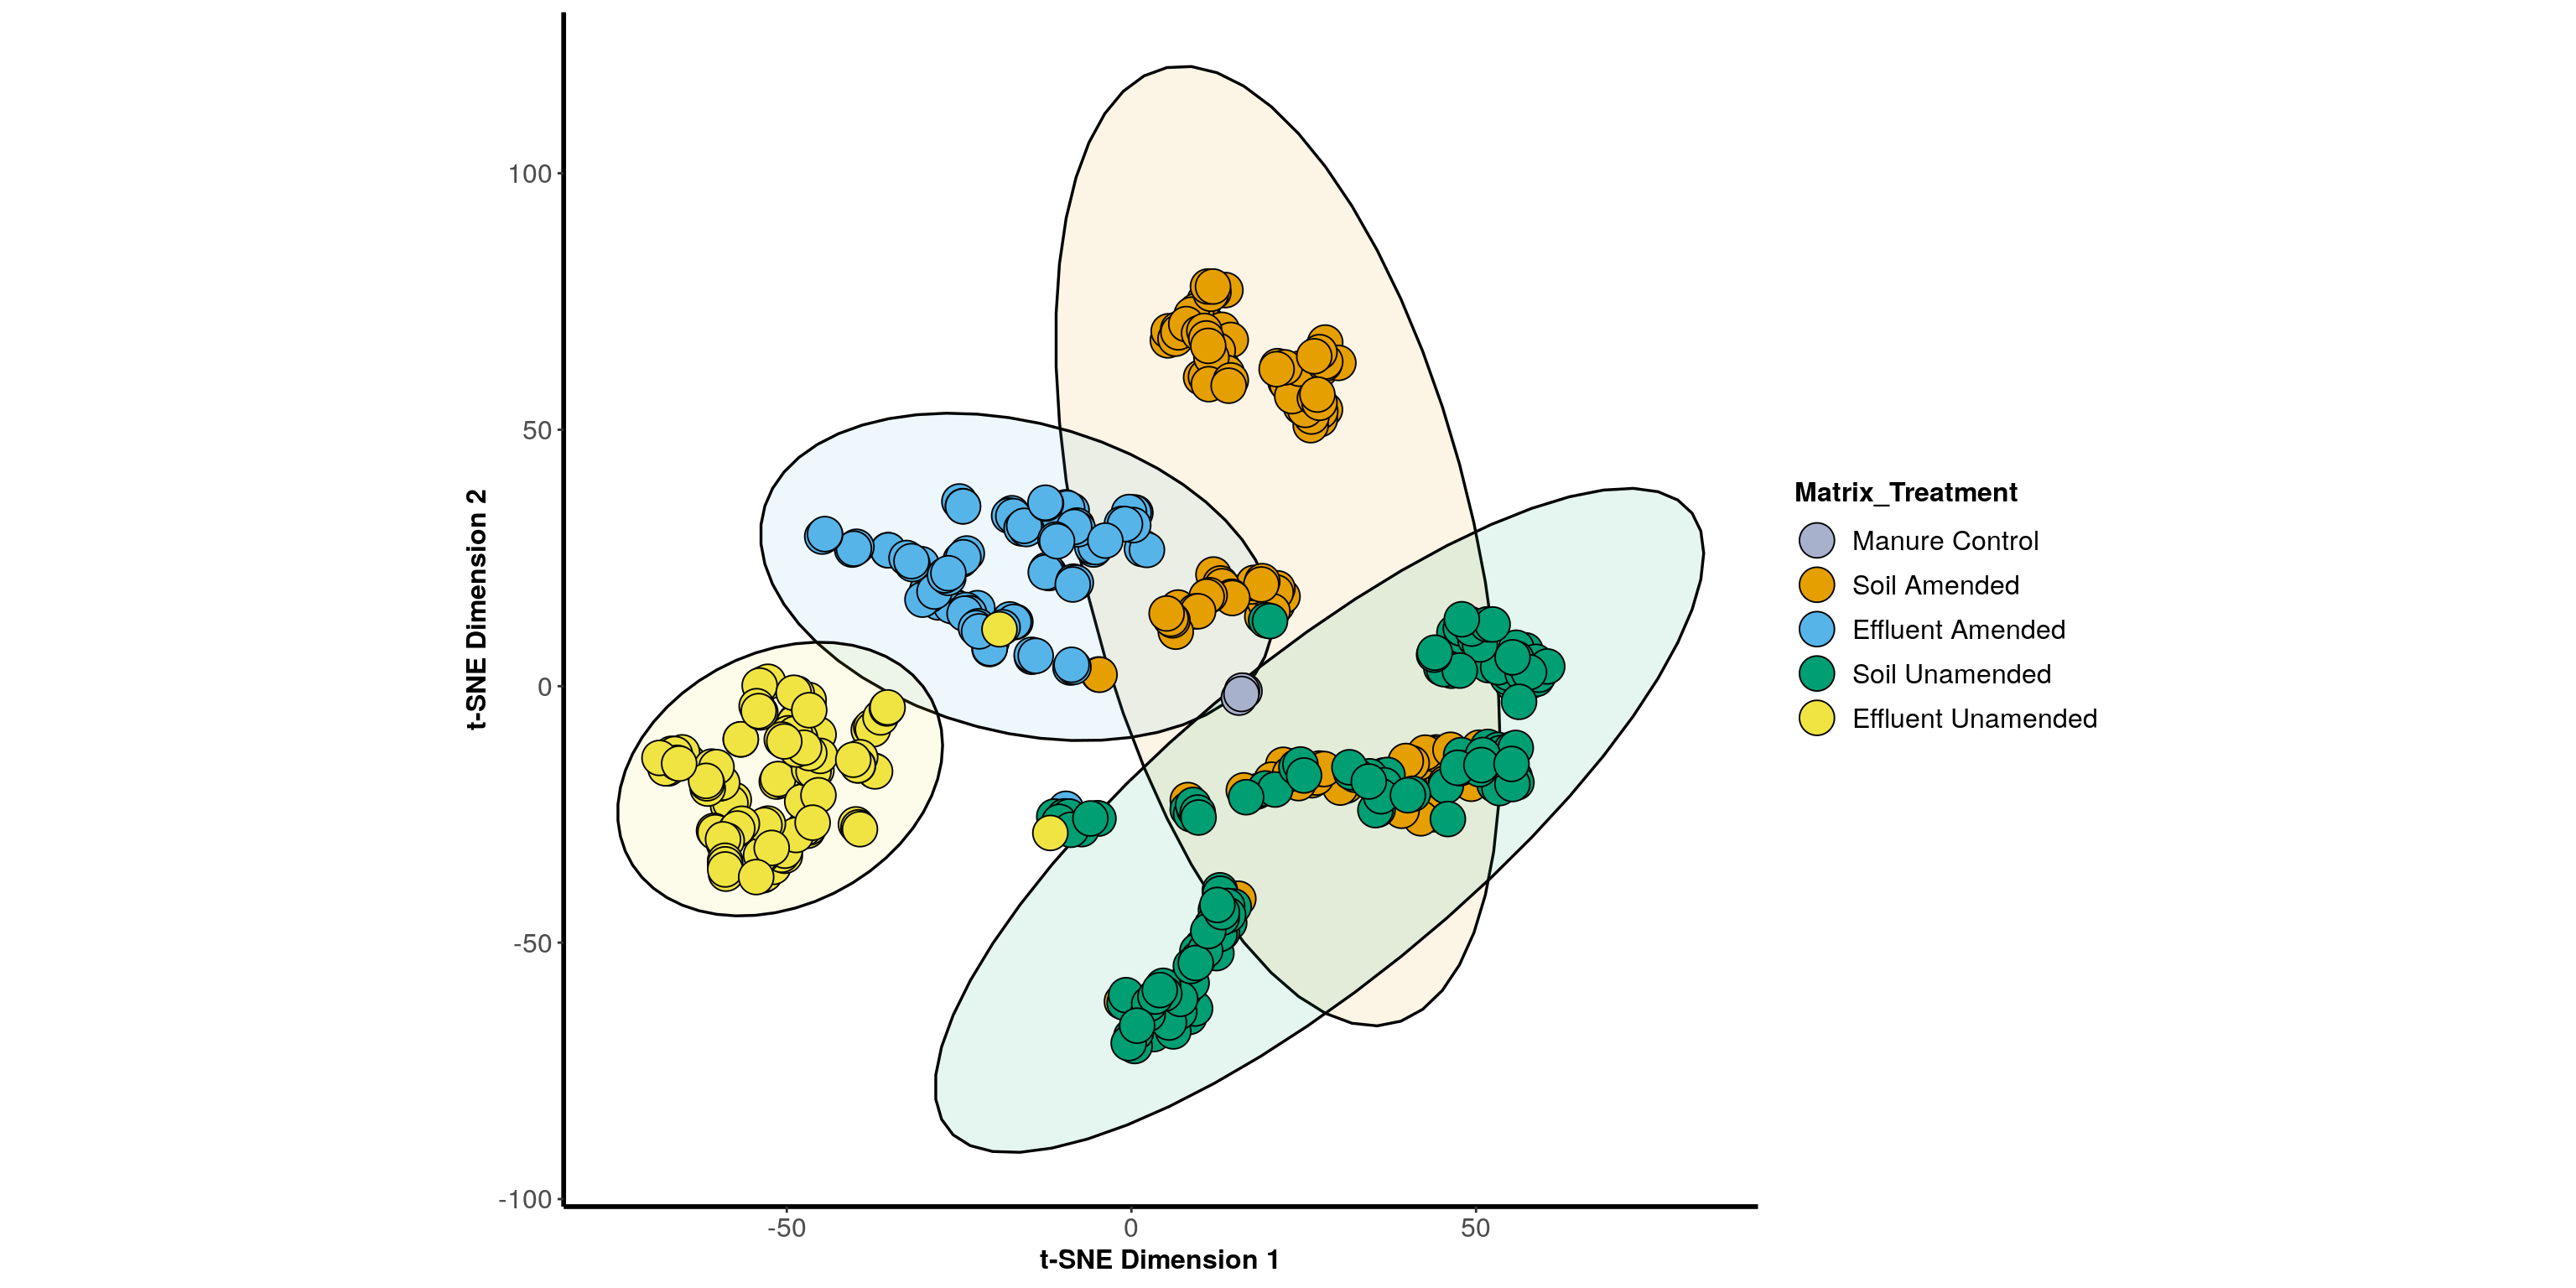 100
50
0
-50
-100
t-SNE Dimension 2
-50
0
50
t-SNE Dimension 1
Matrix_Treatment
Manure Control
Soil Amended
Effluent Amended
Soil Unamended
Effluent Unamended